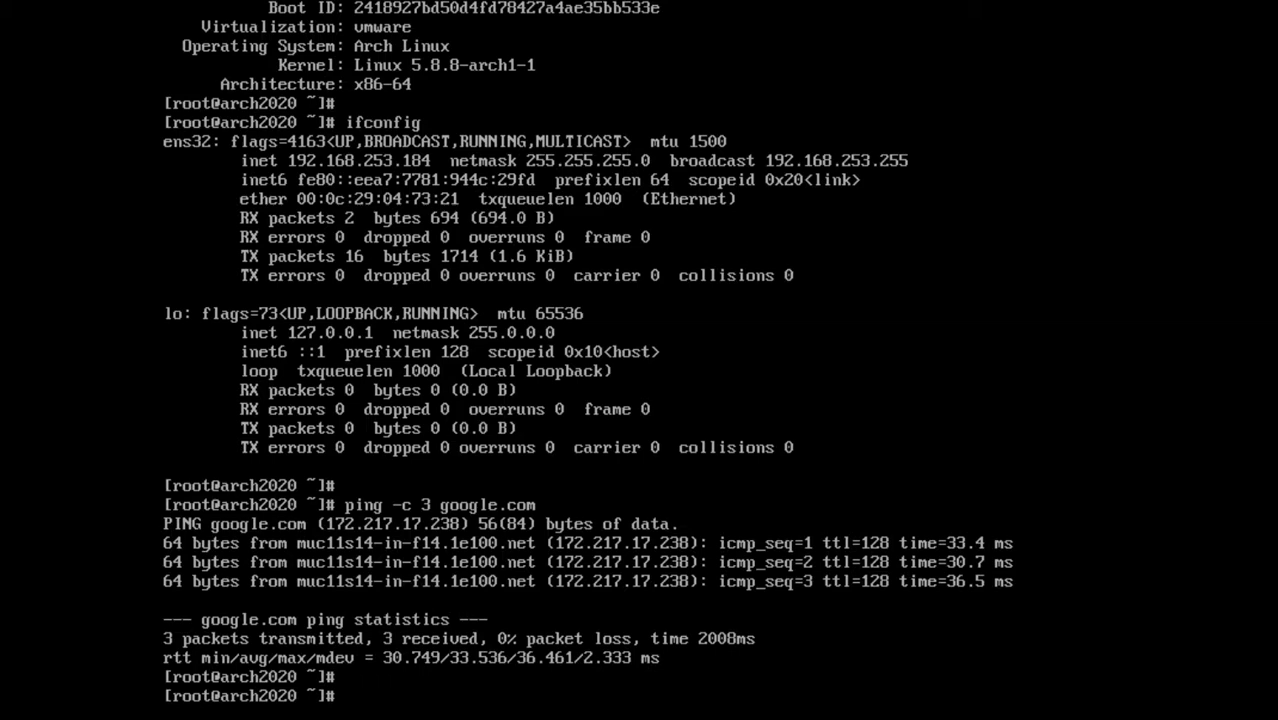 Boot ID: 2418927bd50d4fd78427a4ae35bb533e
Virtualization: vmware
Operating System: Arch Linux
Kernel: Linux 5.8.8-arch1-1
Architecture: x86-64
[root@arch2020 ~]#
[root@arch2020 ~]# ifconfig
ens32: flags=4163<UP,BROADCAST,RUNNING,MULTICAST>  mtu 1500
        inet 192.168.253.184  netmask 255.255.255.0  broadcast 192.168.253.255
        inet6 fe80::eea7:7781:944c:29fd  prefixlen 64  scopeid 0x20<link>
        ether 00:0c:29:04:73:21  txqueuelen 1000  (Ethernet)
        RX packets 2  bytes 694 (694.0 B)
        RX errors 0  dropped 0  overruns 0  frame 0
        TX packets 16  bytes 1714 (1.6 KiB)
        TX errors 0  dropped 0 overruns 0  carrier 0  collisions 0
lo: flags=73<UP,LOOPBACK,RUNNING>  mtu 65536
        inet 127.0.0.1  netmask 255.0.0.0
        inet6 ::1  prefixlen 128  scopeid 0x10<host>
        loop  txqueuelen 1000  (Local Loopback)
        RX packets 0  bytes 0 (0.0 B)
        RX errors 0  dropped 0  overruns 0  frame 0
        TX packets 0  bytes 0 (0.0 B)
        TX errors 0  dropped 0 overruns 0  carrier 0  collisions 0
[root@arch2020 ~]#
[root@arch2020 ~]# ping -c 3 google.com
PING google.com (172.217.17.238) 56(84) bytes of data.
64 bytes from muc11s14-in-f14.1e100.net (172.217.17.238): icmp_seq=1 ttl=128 time=33.4 ms
64 bytes from muc11s14-in-f14.1e100.net (172.217.17.238): icmp_seq=2 ttl=128 time=30.7 ms
64 bytes from muc11s14-in-f14.1e100.net (172.217.17.238): icmp_seq=3 ttl=128 time=36.5 ms
--- google.com ping statistics ---
3 packets transmitted, 3 received, 0% packet loss, time 2008ms
rtt min/avg/max/mdev = 30.749/33.536/36.461/2.333 ms
[root@arch2020 ~]#
[root@arch2020 ~]#